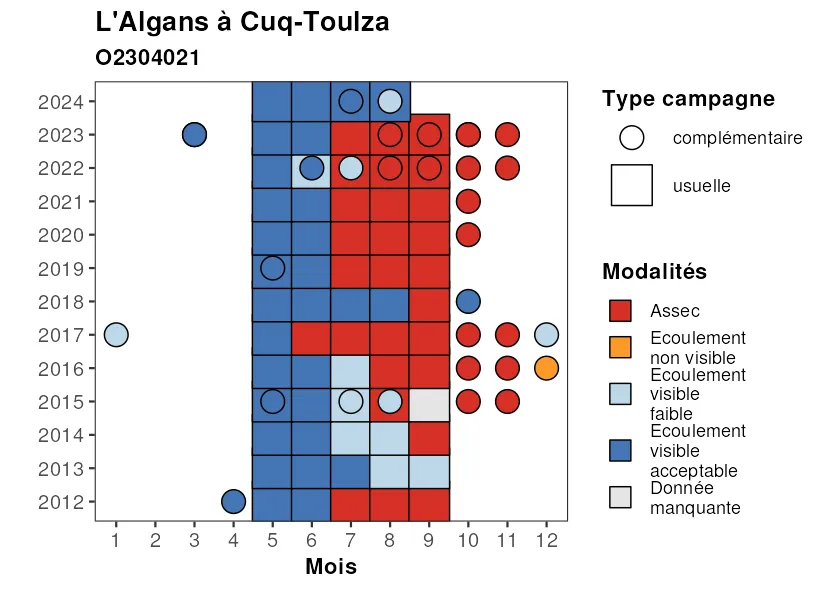 L'Algans à Cuq-Toulza
O2304021
2024
2023
2022
2021
2020
2019
2018
2017
2016
2015
2014
2013
2012
1 2 3 4 5 6 7 8 9 10 11 12
Mois
Type campagne
complémentaire
usuelle
Modalités
Assec
Ecoulement
non visible
Ecoulement
visible
faible
Ecoulement
visible
acceptable
Donnée
manquante